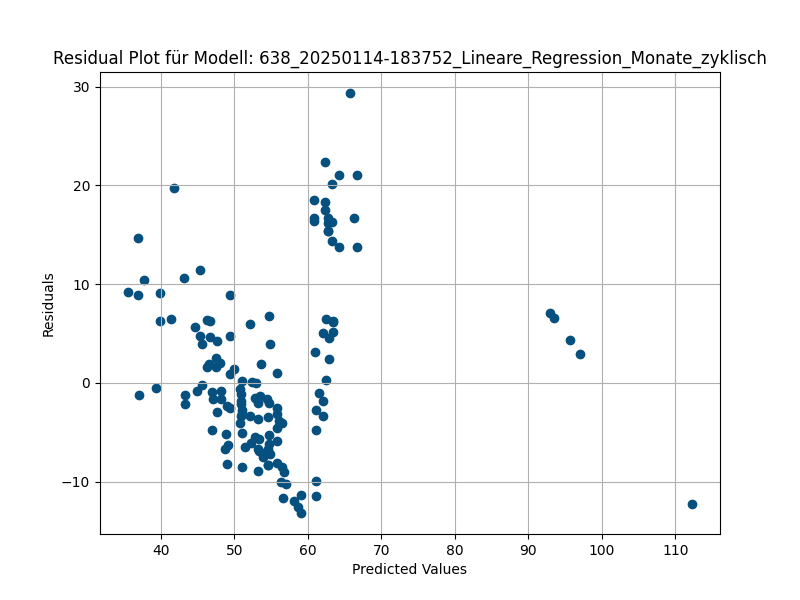 Residual Plot für Modell: 638_20250114-183752_Lineare_Regression_Monate_zyklisch
30
20
10
0
−10
Residuals
40 50 60 70 80 90 100 110
Predicted Values